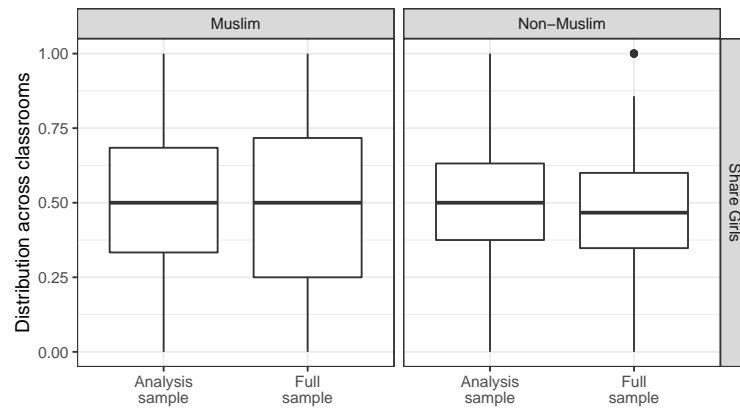 Muslim
Non−Muslim
Distribution across classrooms
1.00
0.75
0.50
0.25
0.00
Share Girls
Analysis
sample
Full
sample
Analysis
sample
Full
sample